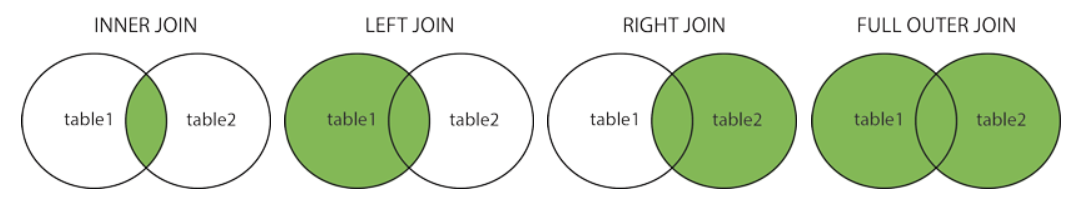 INNER JOIN
table1 table2
LEFT JOIN
table1 table2
RIGHT JOIN
table1 table2
FULL OUTER JOIN
table1 table2